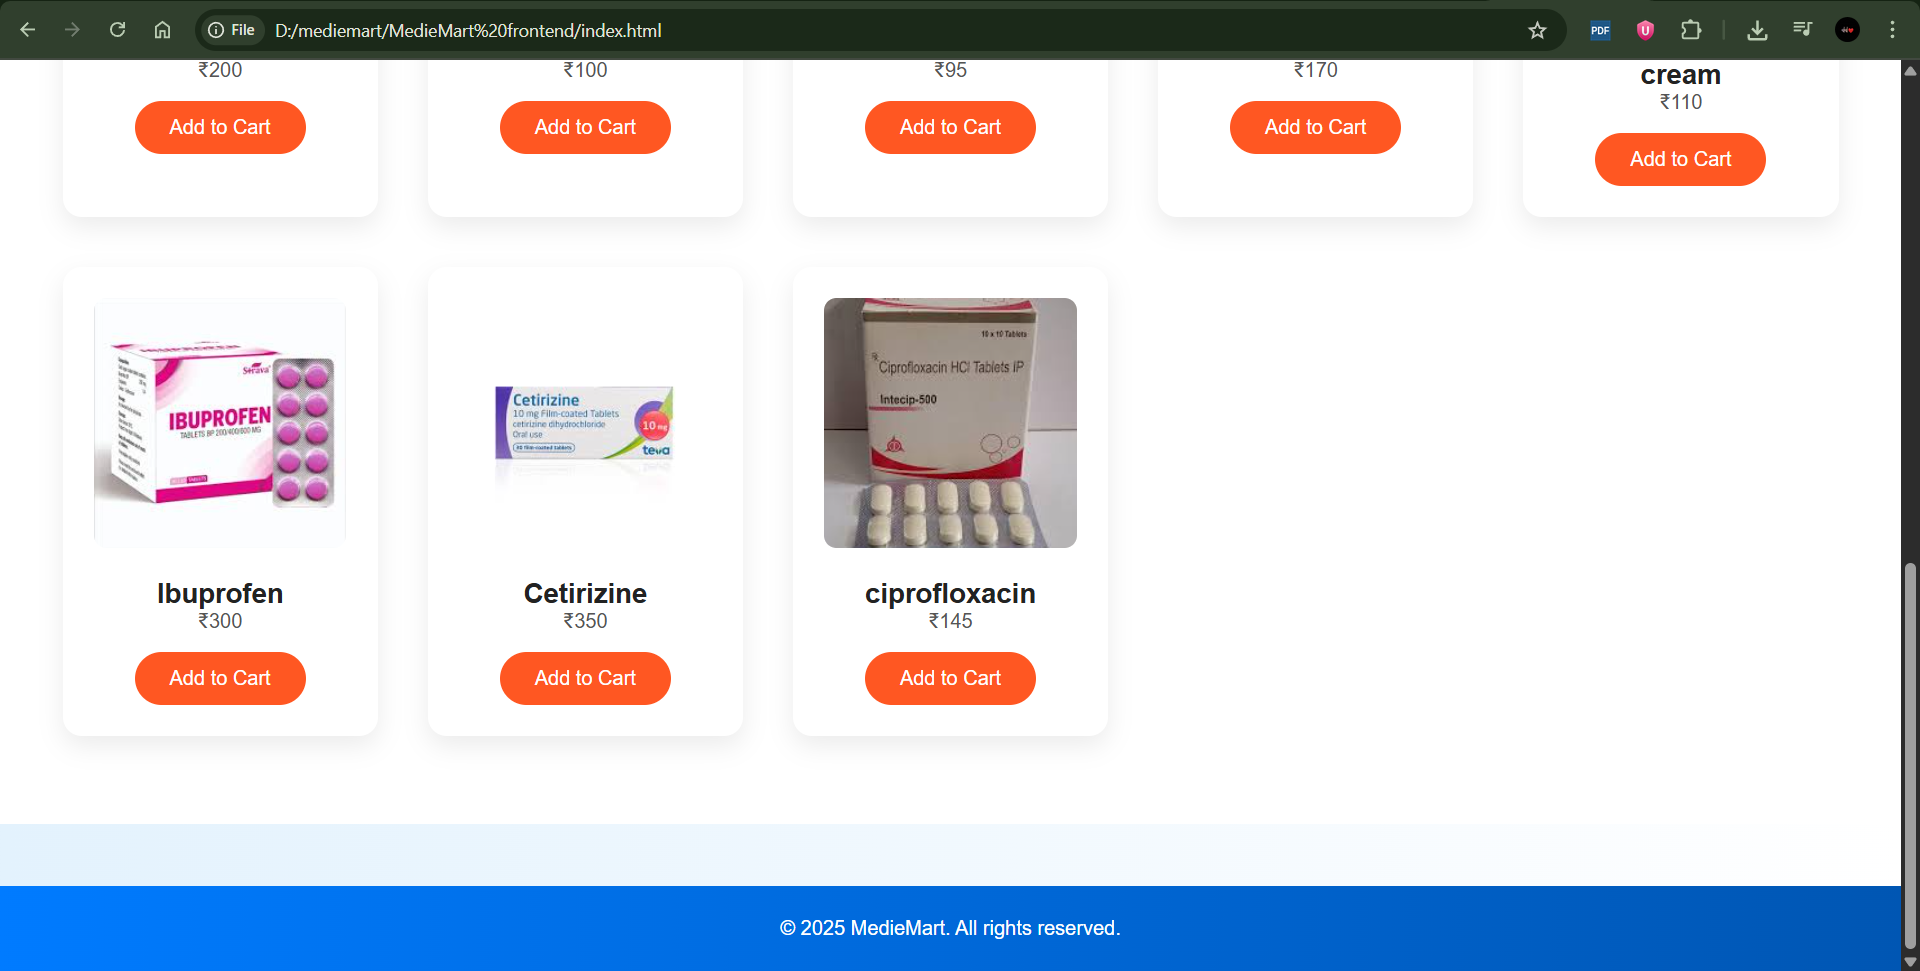 File D:/mediemart/MedieMart%20frontend/index.html
PDF
U
₹200
₹100
₹95
₹170
cream
₹110
Add to Cart
Add to Cart
Add to Cart
Add to Cart
Add to Cart
IBUPROFEN
Strava
IBUPROFEN
TABLETS BP 200/400/600 MG
Cetirizine
10 mg Film-coated Tablets
cetirizine dihydrochloride
Oral use
10 mg
teva
10 x 10 Tablets
Rx
Ciprofloxacin HCl Tablets IP
Intecip-500
Ibuprofen
₹300
Add to Cart
Cetirizine
₹350
Add to Cart
ciprofloxacin
₹145
Add to Cart
© 2025 MedieMart. All rights reserved.